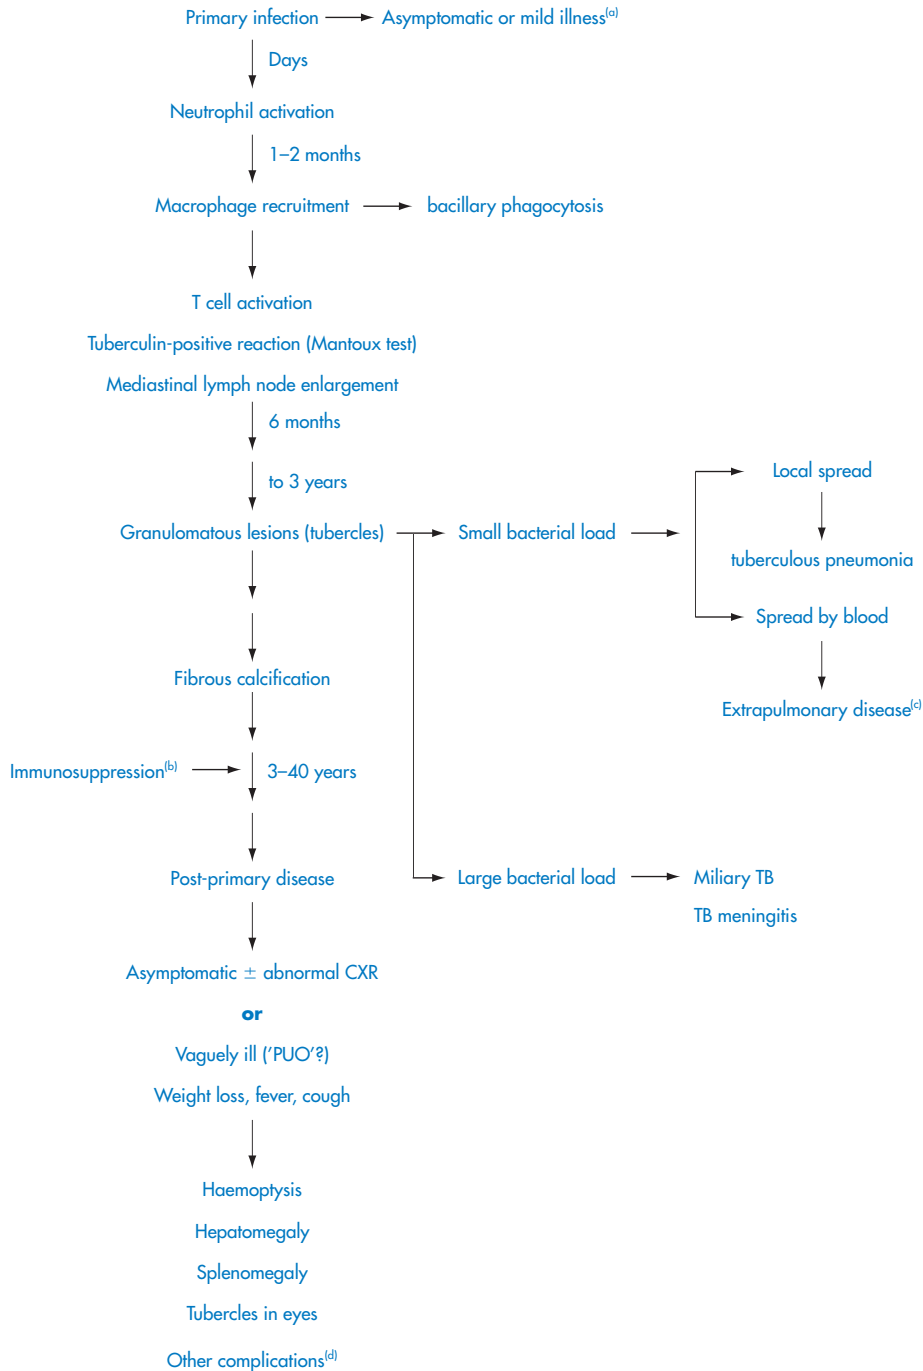 Primary infection Asymptomatic or mild illness(a)
Days
Neutrophil activation
1–2 months
Macrophage recruitment bacillary phagocytosis
T cell activation
Tuberculin-positive reaction (Mantoux test)
Mediastinal lymph node enlargement
6 months
to 3 years
Granulomatous lesions (tubercles) Small bacterial load
Local spread
tuberculous pneumonia
Spread by blood
Extrapulmonary disease(c)
Fibrous calcification
Immunosuppression(b) 3–40 years
Post-primary disease
Large bacterial load Miliary TB
TB meningitis
Asymptomatic ± abnormal CXR
or
Vaguely ill ('PUO'?)
Weight loss, fever, cough
Haemoptysis
Hepatomegaly
Splenomegaly
Tubercles in eyes
Other complications(d)